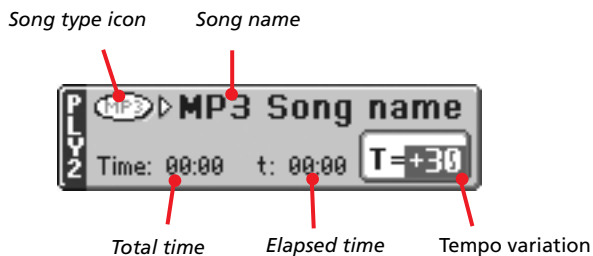 Song type icon Song name
PLY2 MP3 MP3 Song name
Time: 00:00 t: 00:00 T=+30
Total time Elapsed time Tempo variation